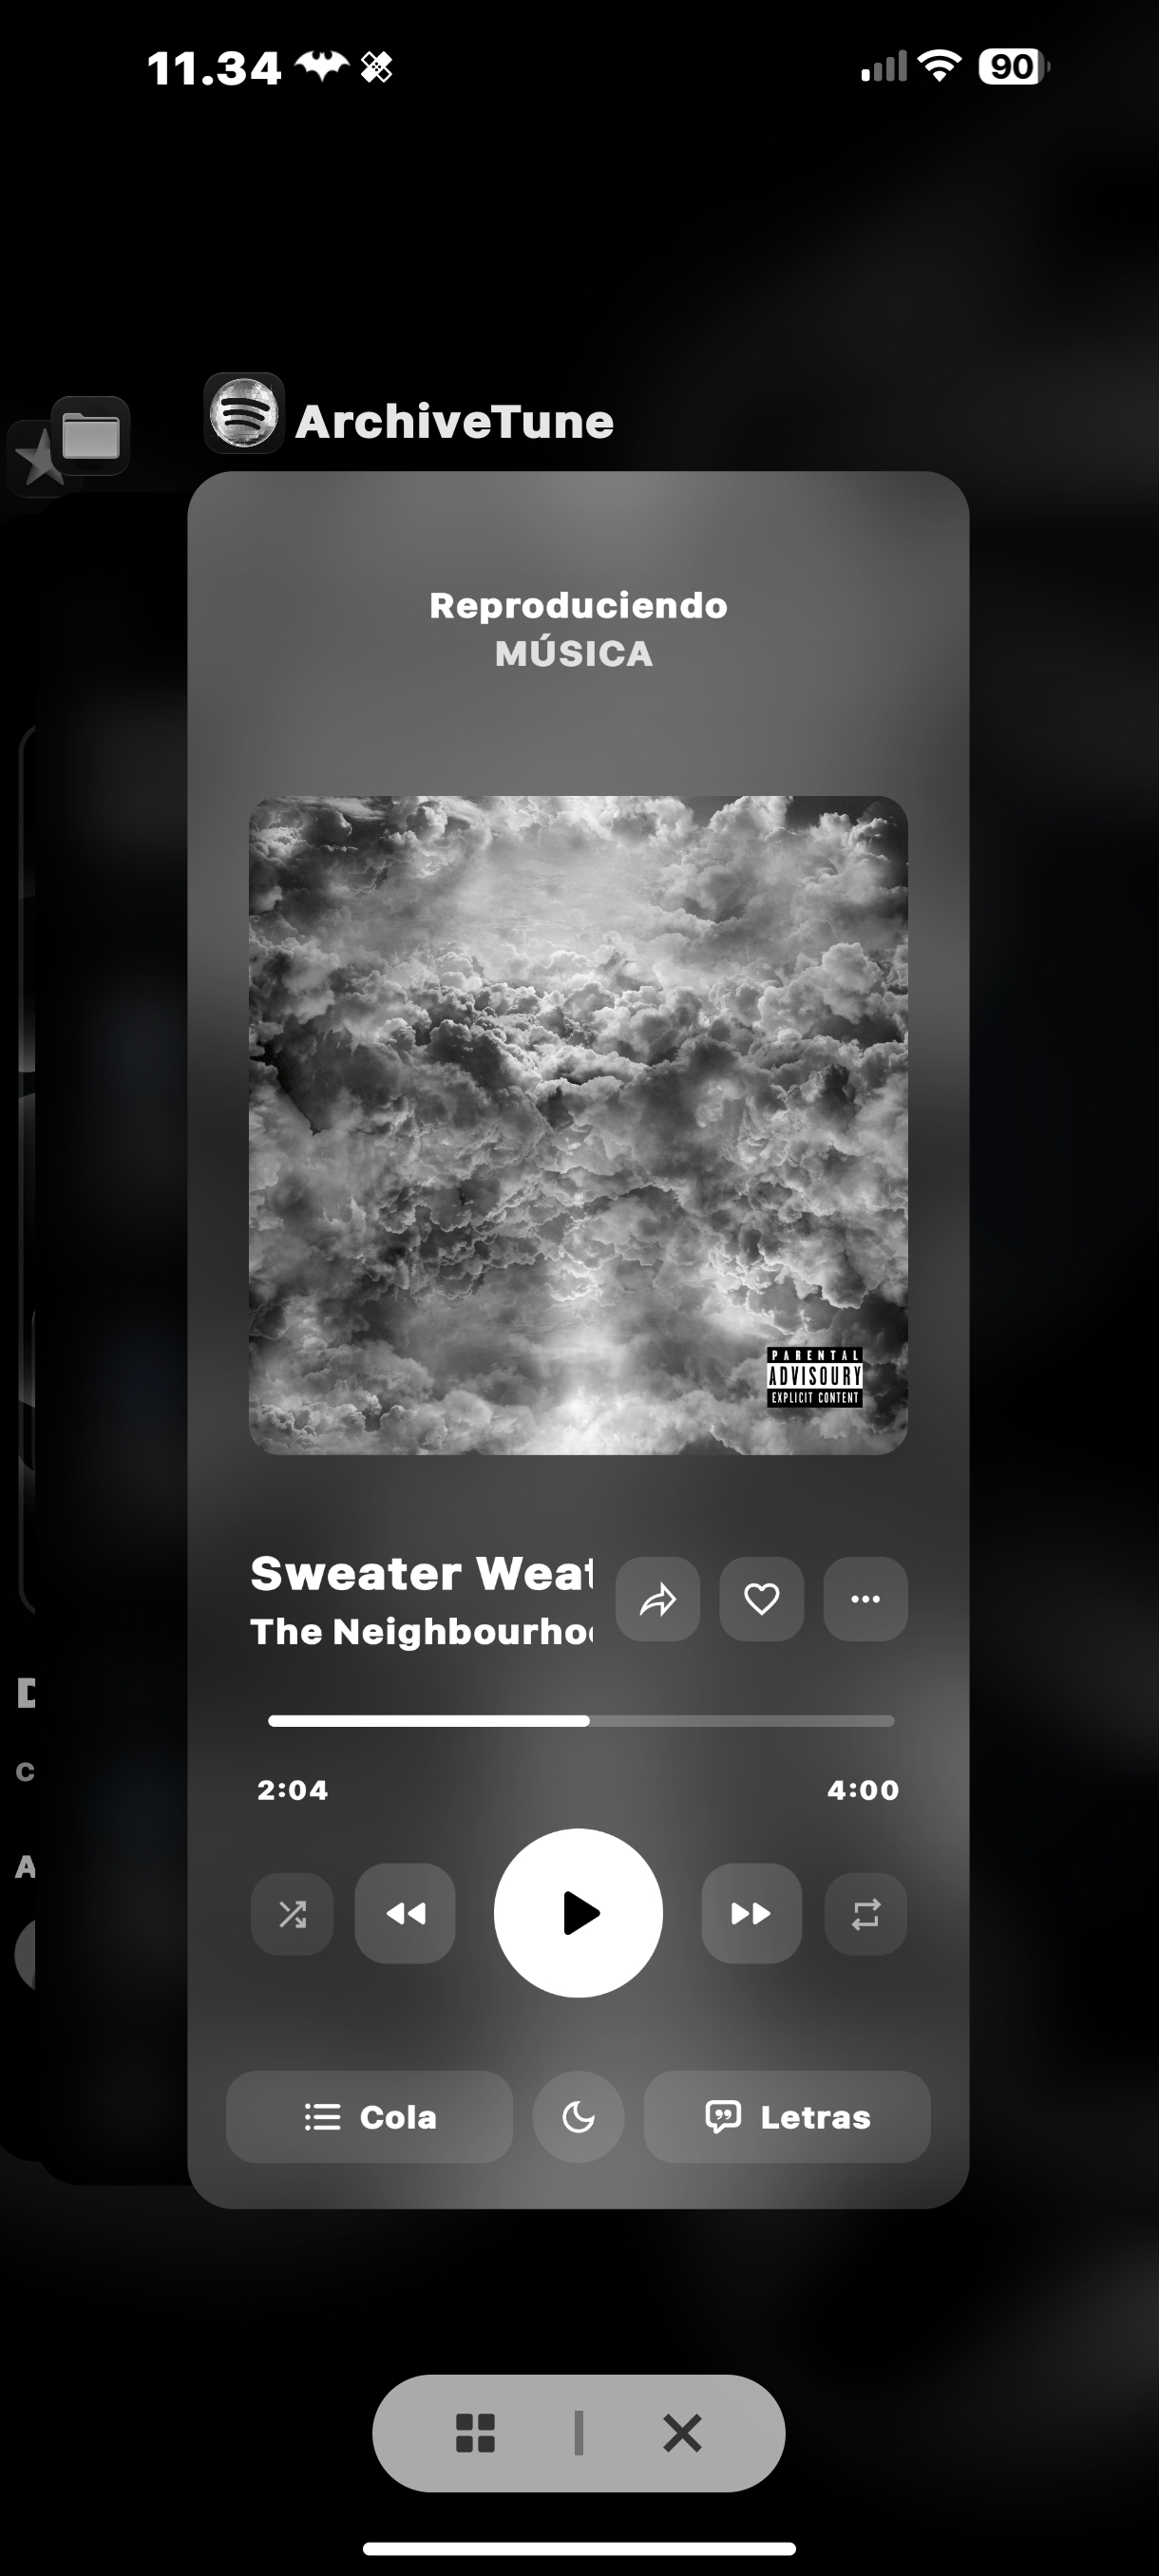 11.34
90
ArchiveTune
Reproduciendo
MÚSICA
PARENTAL
ADVISOURY
EXPLICIT CONTENT
Sweater Weat
The Neighbourhoo
2:04
4:00
Cola
Letras
D
C
A